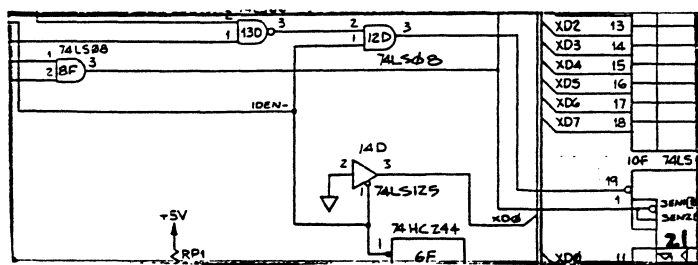 2
13D
3
1
2
12D
3
1
74LS08
1
8F
3
2
74LS08
IDEN-
14D
2
3
1
74LS125
XD0
+5V
RP1
74HC244
1
6F
XD2 13
XD3 14
XD4 15
XD5 16
XD6 17
XD7 18
10F 74LS
19
1
21
XD0 11